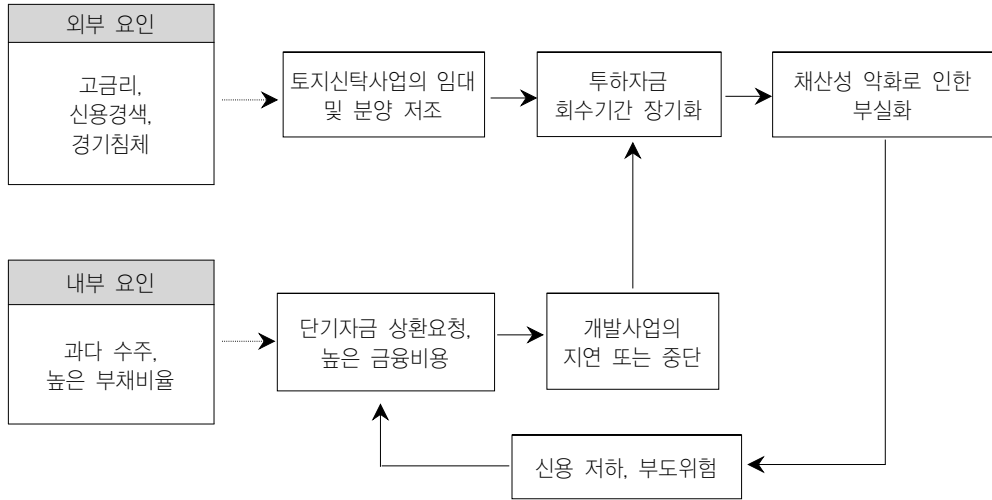 외부 요인
고금리,
신용경색,
경기침체
토지신탁사업의 임대
및 분양 저조
투하자금
회수기간 장기화
채산성 악화로 인한
부실화
내부 요인
과다 수주,
높은 부채비율
단기자금 상환요청,
높은 금융비용
개발사업의
지연 또는 중단
신용 저하, 부도위험